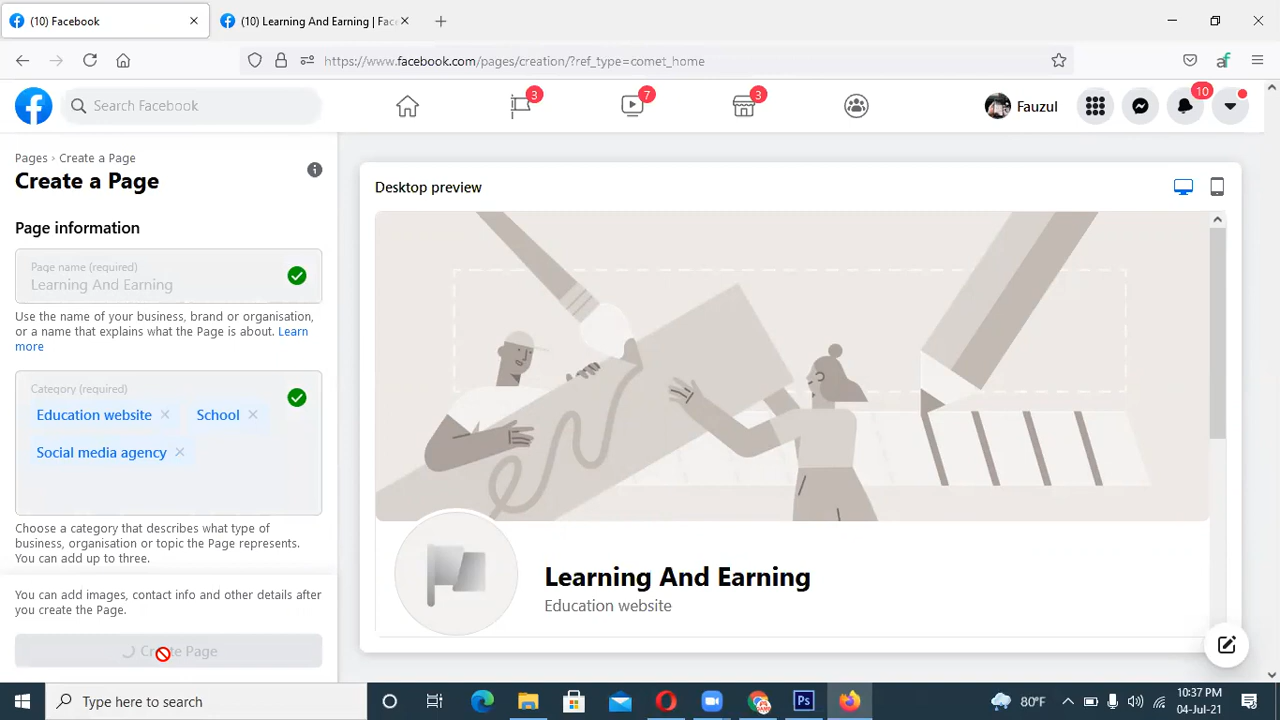 (10) Facebook
(10) Learning And Earning | Fac
https://www.facebook.com/pages/creation/?ref_type=comet_home
Search Facebook
3
7
3
Fauzul
10
Pages › Create a Page
Create a Page
Page information
Page name (required)
Learning And Earning
Use the name of your business, brand or organisation,
or a name that explains what the Page is about. Learn
more
Category (required)
Education website
School
Social media agency
Choose a category that describes what type of
business, organisation or topic the Page represents.
You can add up to three.
You can add images, contact info and other details after
you create the Page.
Create Page
Desktop preview
Learning And Earning
Education website
Type here to search
Ps
80°F
10:37 PM
04-Jul-21